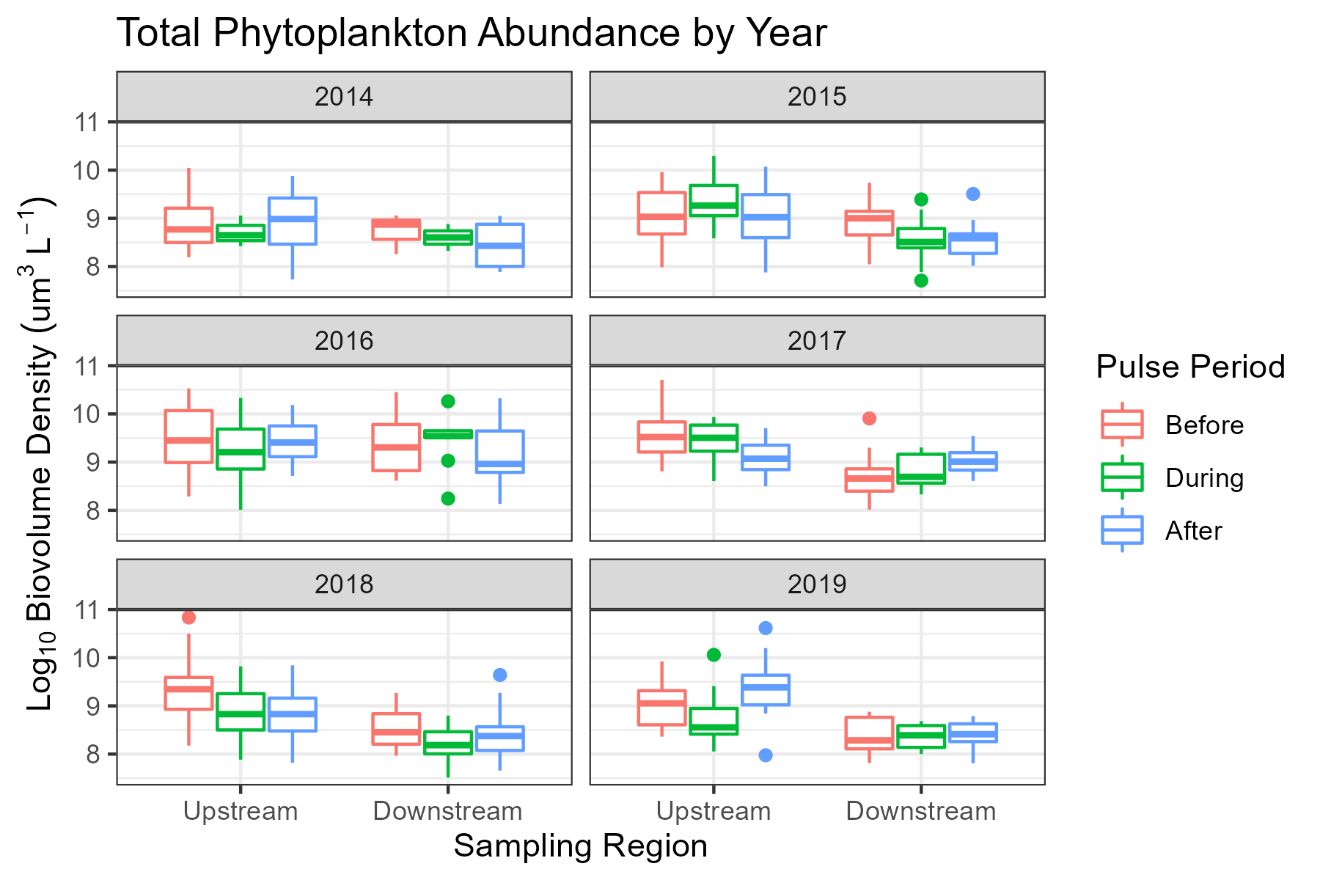 Total Phytoplankton Abundance by Year
2014 2015
11
10
9
8
2016 2017
11
10
9
8
2018 2019
11
10
9
8
Upstream Downstream Upstream Downstream
Sampling Region
Log₁₀ Biovolume Density (um³ L⁻¹)
Pulse Period
Before
During
After